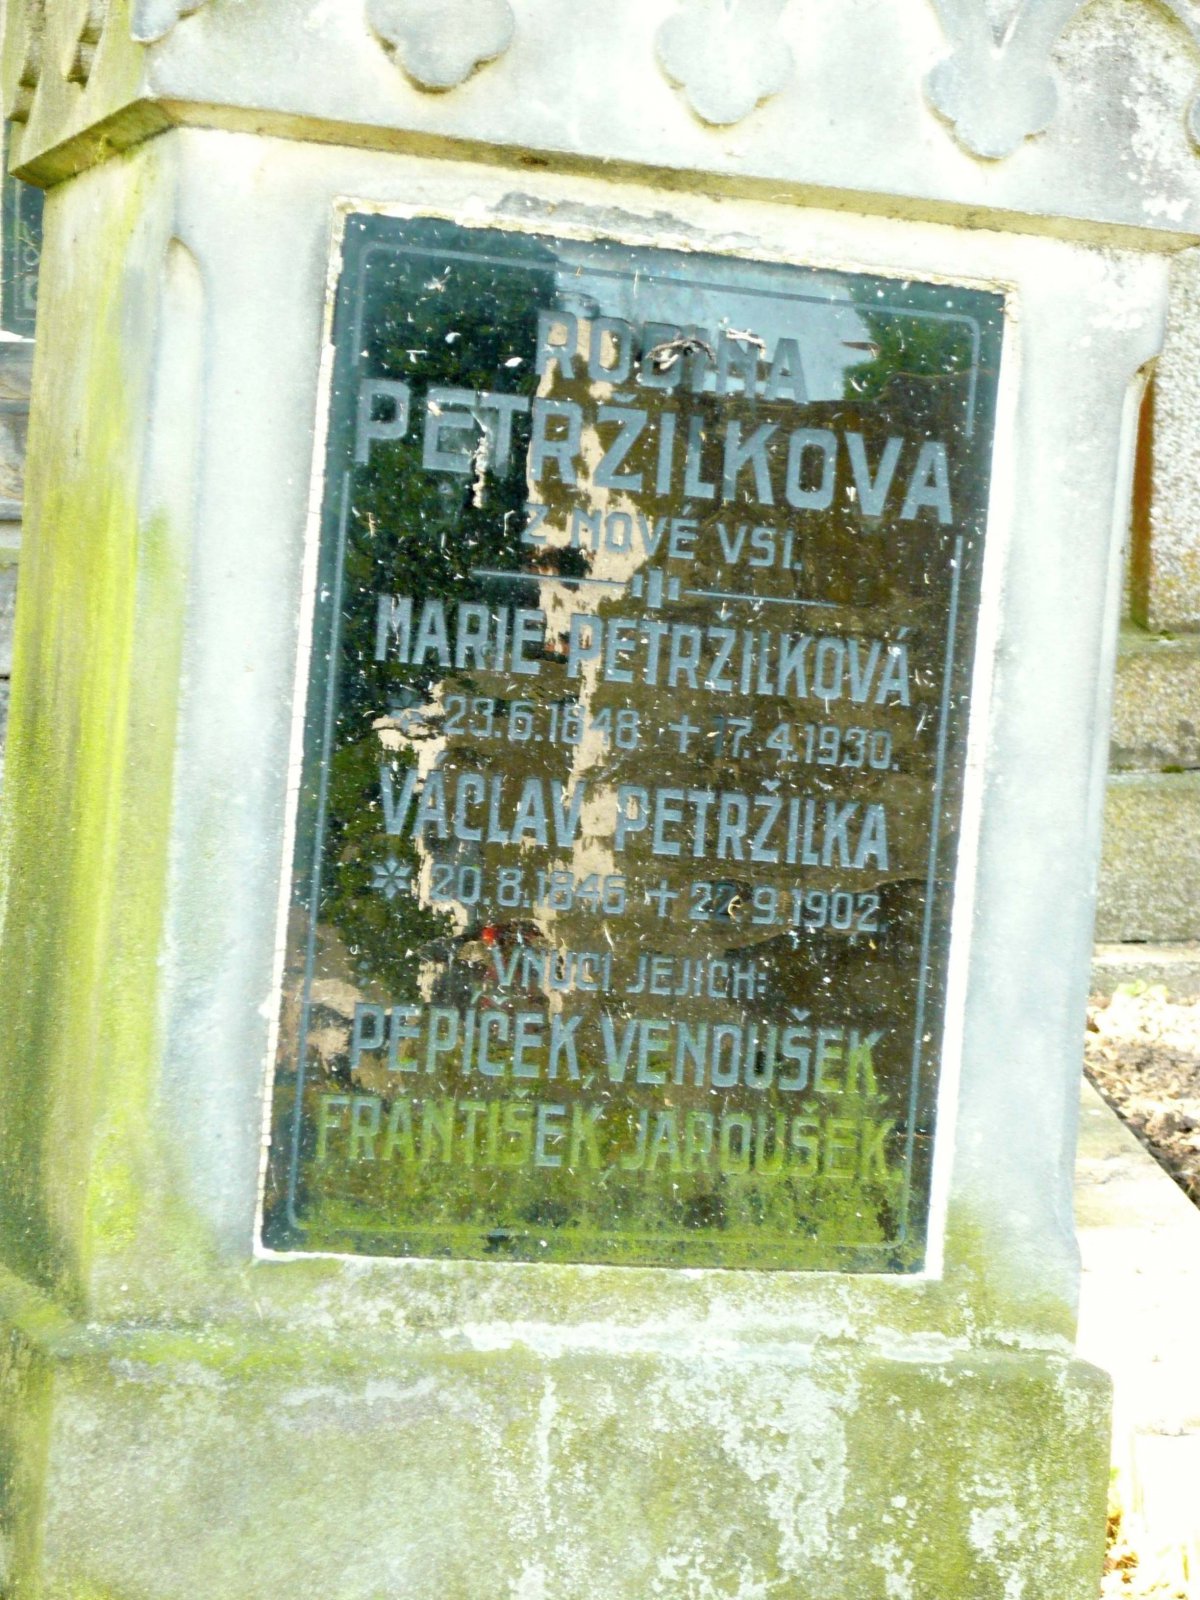 RODINA
PETRŽILKOVA
Z NOVÉ VSI.
MARIE PETRŽILKOVÁ
* 23.6.1848 + 17.4.1930.
VÁCLAV PETRŽILKA
* 20.8.1846 + 22.9.1902.
VNUCI JEJICH:
PEPÍČEK, VENOUŠEK
FRANTIŠEK, JAROUŠEK.